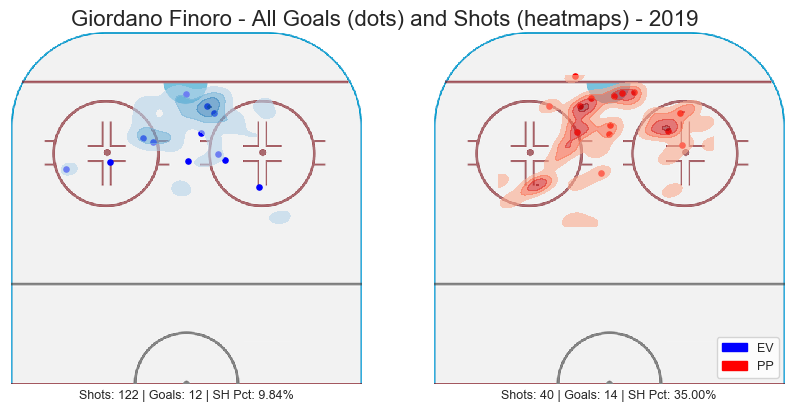 Giordano Finoro - All Goals (dots) and Shots (heatmaps) - 2019
EV
PP
Shots: 122 | Goals: 12 | SH Pct: 9.84%
Shots: 40 | Goals: 14 | SH Pct: 35.00%